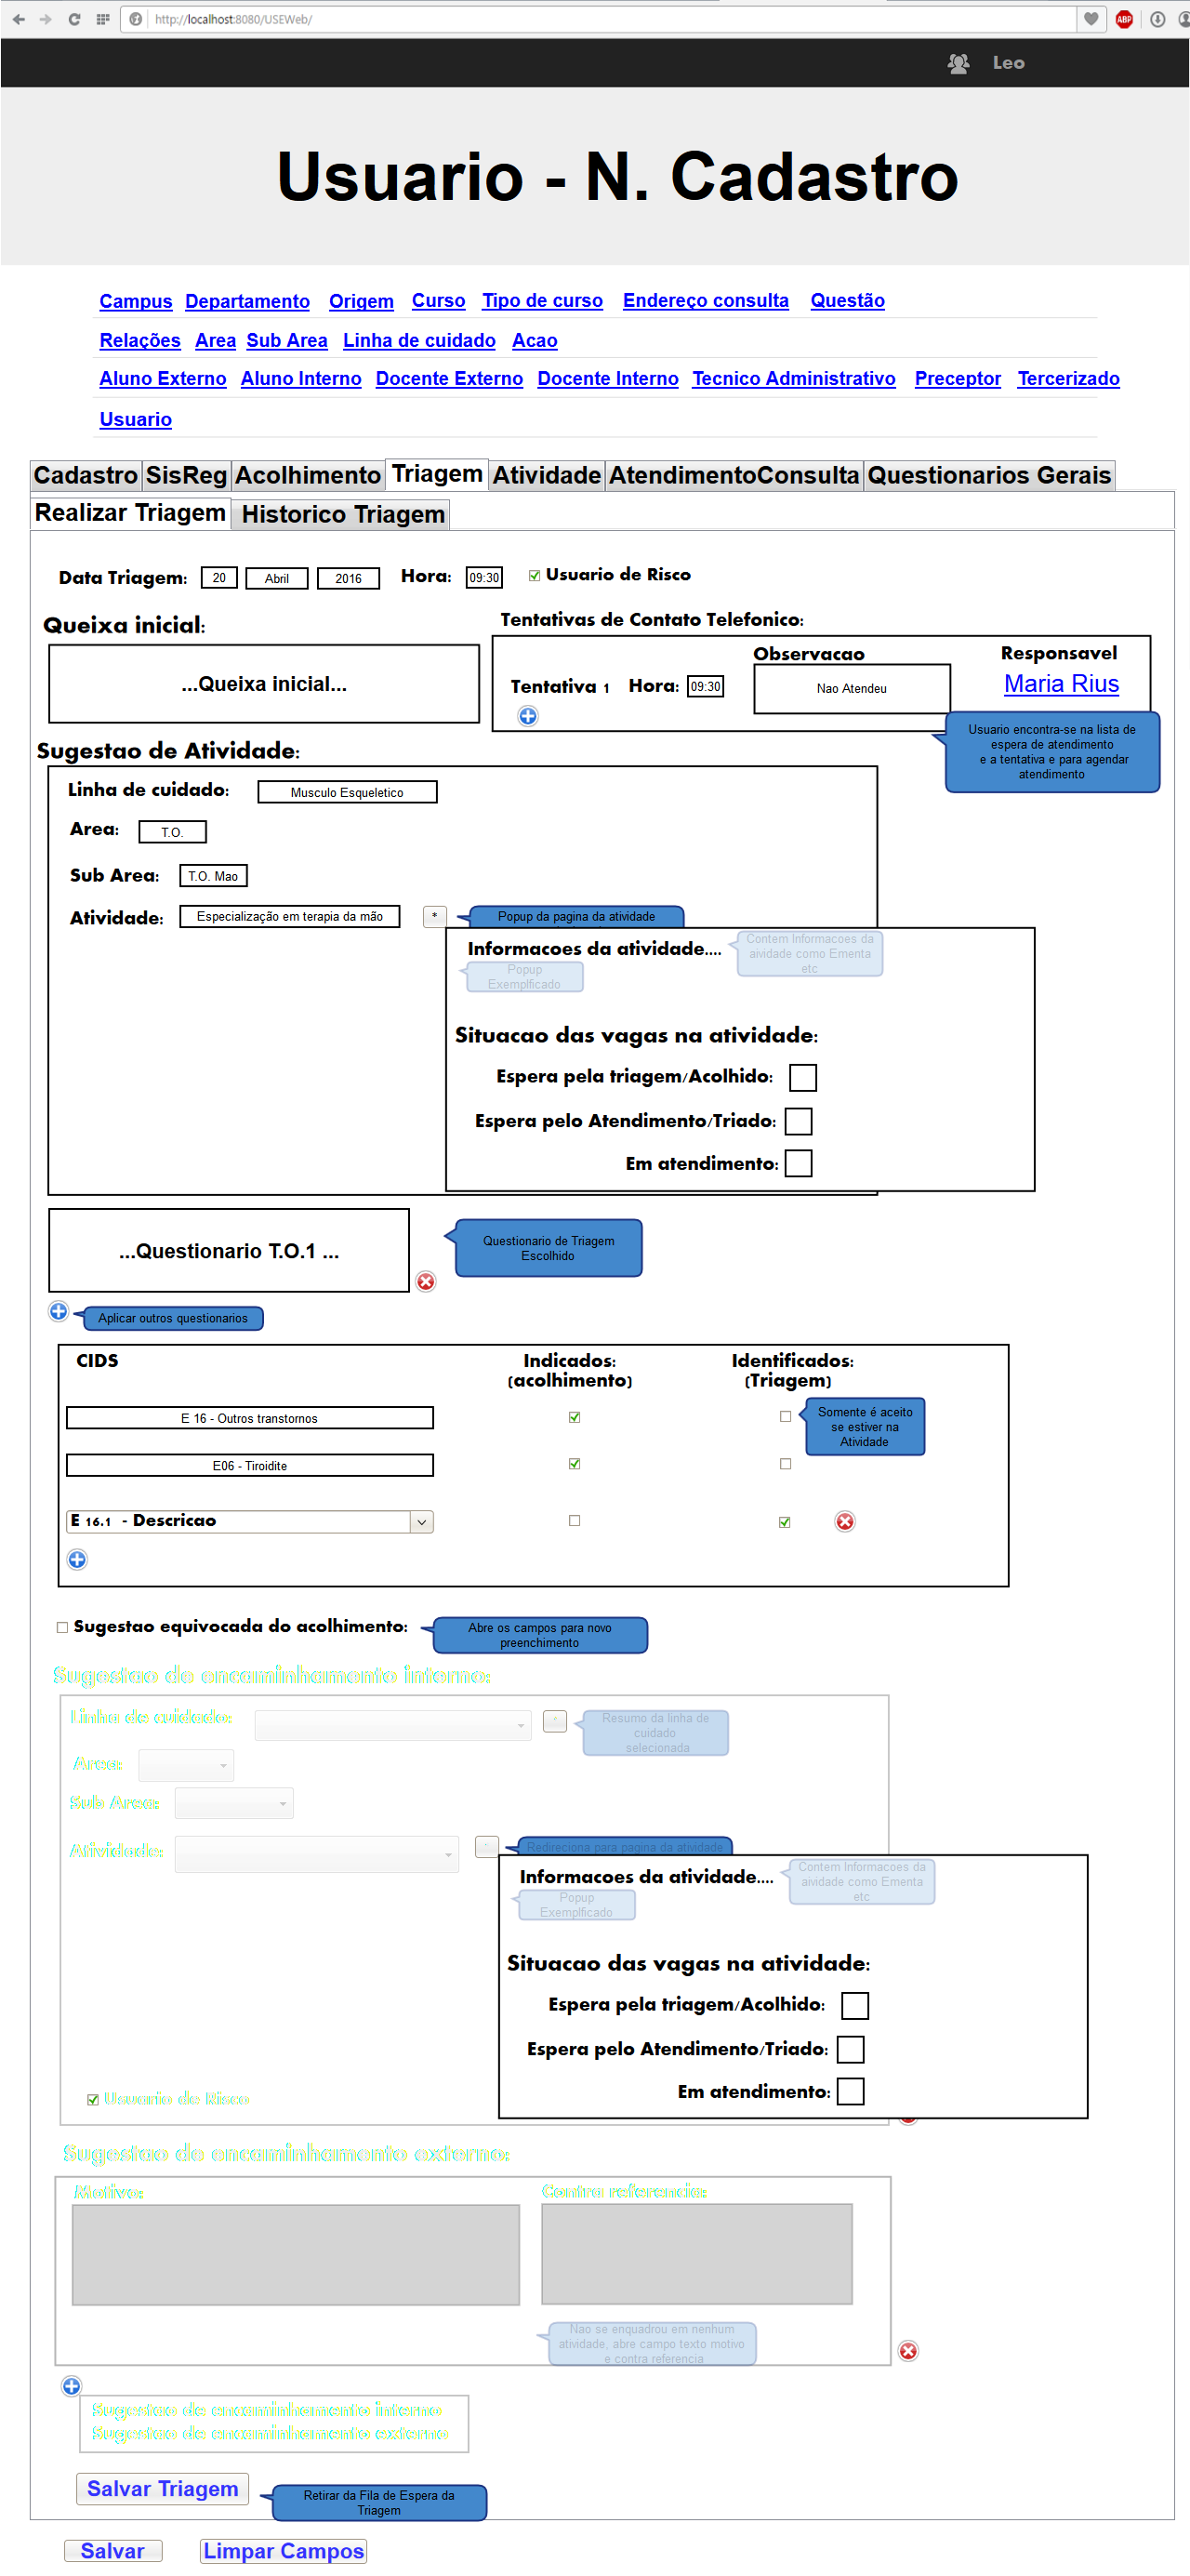 http://localhost:8080/USEWeb/
ABP
Leo
Usuario - N. Cadastro
Campus Departamento Origem Curso Tipo de curso Endereço consulta Questão
Relações Area Sub Area Linha de cuidado Acao
Aluno Externo Aluno Interno Docente Externo Docente Interno Tecnico Administrativo Preceptor Tercerizado
Usuario
Cadastro SisReg Acolhimento Triagem Atividade AtendimentoConsulta Questionarios Gerais
Realizar Triagem Historico Triagem
Data Triagem: 20 Abril 2016 Hora: 09:30 Usuario de Risco
Queixa inicial:
...Queixa inicial...
Tentativas de Contato Telefonico:
Observacao Responsavel
Tentativa 1 Hora: 09:30 Nao Atendeu Maria Rius
Usuario encontra-se na lista de
espera de atendimento
e a tentativa e para agendar
atendimento
Sugestao de Atividade:
Linha de cuidado: Musculo Esqueletico
Area: T.O.
Sub Area: T.O. Mao
Atividade: Especialização em terapia da mão * Popup da pagina da atividade
Informacoes da atividade....
Contem Informacoes da
aividade como Ementa
etc
Popup
Exemplficado
Situacao das vagas na atividade:
Espera pela triagem/Acolhido:
Espera pelo Atendimento/Triado:
Em atendimento:
...Questionario T.O.1 ...
Questionario de Triagem
Escolhido
Aplicar outros questionarios
CIDS Indicados: Identificados:
(acolhimento) (Triagem)
E 16 - Outros transtornos
Somente é aceito
se estiver na
Atividade
E06 - Tiroidite
E 16.1 - Descricao
Sugestao equivocada do acolhimento:
Abre os campos para novo
preenchimento
Sugestao de encaminhamento interno:
Linha de cuidado: *
Resumo da linha de
cuidado
selecionada
Area:
Sub Area:
Atividade: Redireciona para pagina da atividade
Informacoes da atividade....
Contem Informacoes da
aividade como Ementa
etc
Popup
Exemplficado
Situacao das vagas na atividade:
Espera pela triagem/Acolhido:
Espera pelo Atendimento/Triado:
Em atendimento:
Usuario de Risco
Sugestao de encaminhamento externo:
Motivo: Contra referencia:
Nao se enquadrou em nenhum
atividade, abre campo texto motivo
e contra referencia
Sugestao de encaminhamento interno
Sugestao de encaminhamento externo
Salvar Triagem
Retirar da Fila de Espera da
Triagem
Salvar Limpar Campos